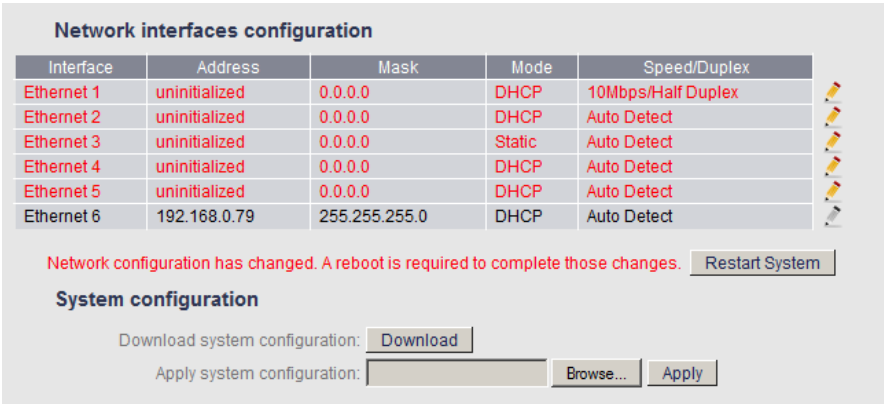 Network interfaces configuration
Interface Address Mask Mode Speed/Duplex
Ethernet 1 uninitialized 0.0.0.0 DHCP 10Mbps/Half Duplex
Ethernet 2 uninitialized 0.0.0.0 DHCP Auto Detect
Ethernet 3 uninitialized 0.0.0.0 Static Auto Detect
Ethernet 4 uninitialized 0.0.0.0 DHCP Auto Detect
Ethernet 5 uninitialized 0.0.0.0 DHCP Auto Detect
Ethernet 6 192.168.0.79 255.255.255.0 DHCP Auto Detect
Network configuration has changed. A reboot is required to complete those changes. Restart System
System configuration
Download system configuration: Download
Apply system configuration: Browse... Apply